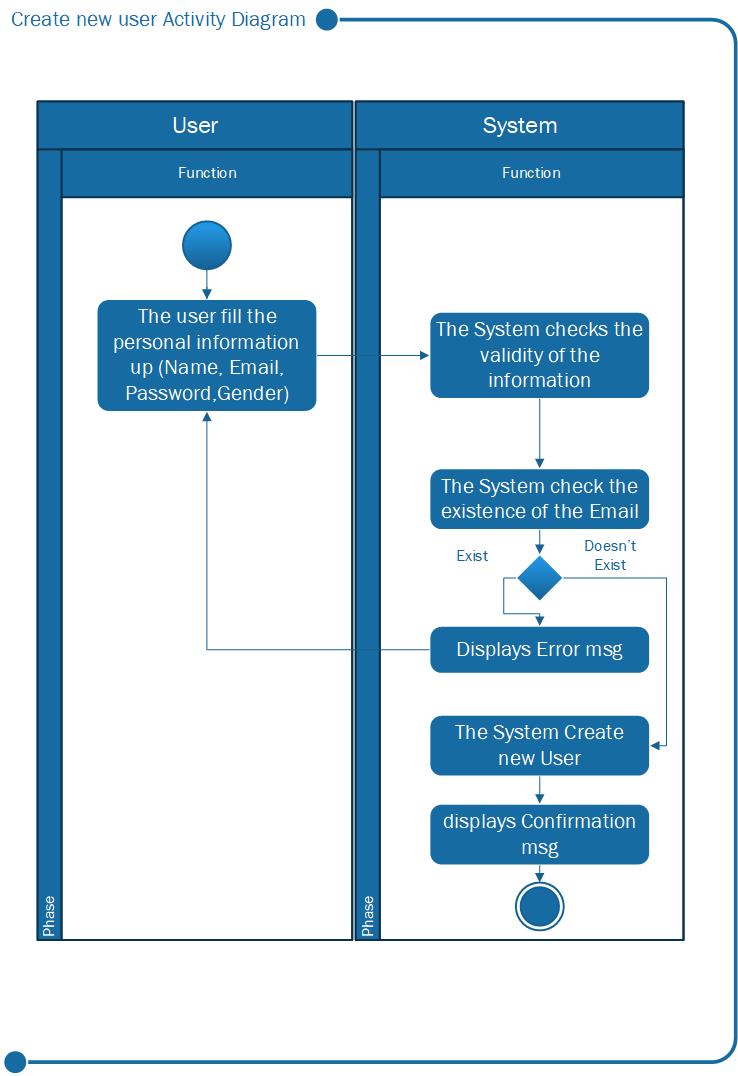 Create new user Activity Diagram
User
System
Function
Function
The user fill the
personal information
up (Name, Email,
Password,Gender)
The System checks the
validity of the
information
The System check the
existence of the Email
Exist
Doesn't
Exist
Displays Error msg
The System Create
new User
displays Confirmation
msg
Phase
Phase